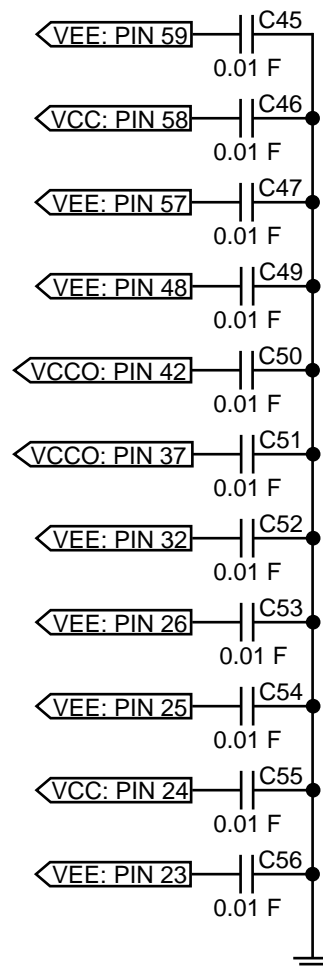 VEE: PIN 59 C45
0.01 F
VCC: PIN 58 C46
0.01 F
VEE: PIN 57 C47
0.01 F
VEE: PIN 48 C49
0.01 F
VCCO: PIN 42 C50
0.01 F
VCCO: PIN 37 C51
0.01 F
VEE: PIN 32 C52
0.01 F
VEE: PIN 26 C53
0.01 F
VEE: PIN 25 C54
0.01 F
VCC: PIN 24 C55
0.01 F
VEE: PIN 23 C56
0.01 F